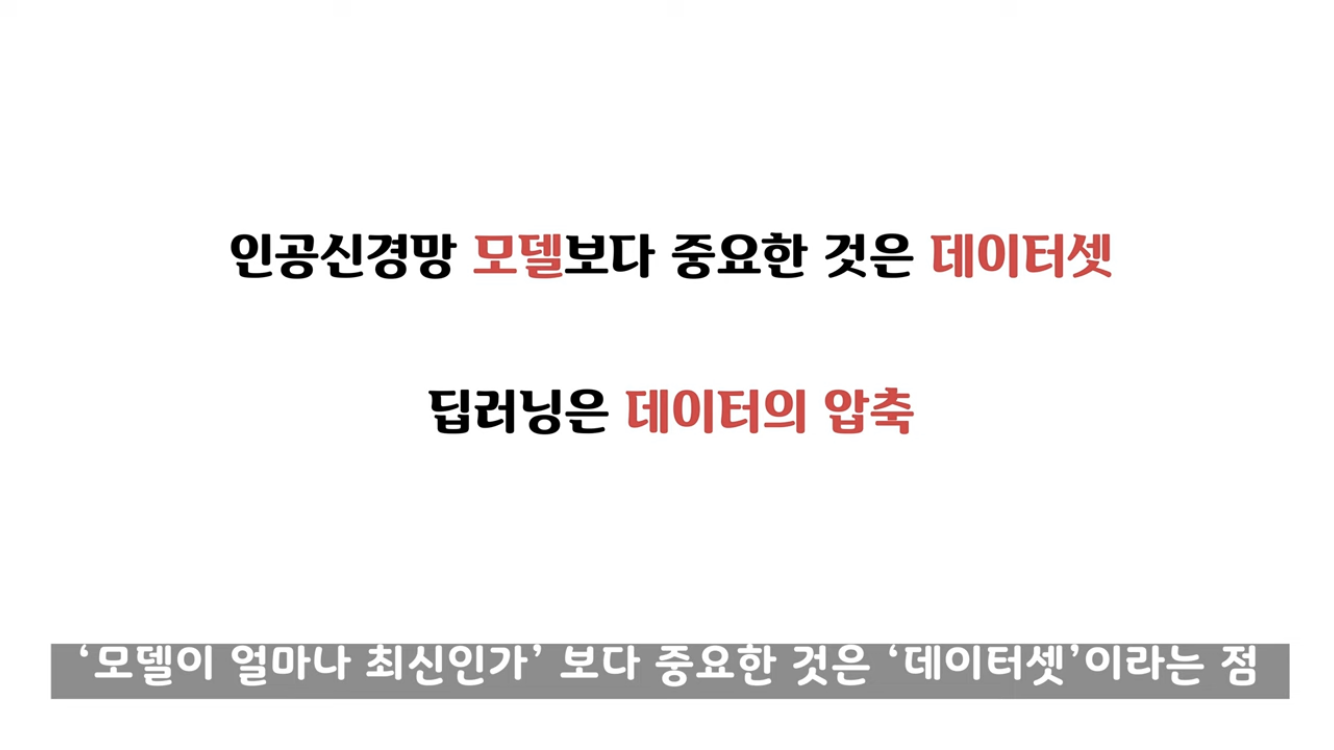 인공신경망 모델보다 중요한 것은 데이터셋
딥러닝은 데이터의 압축
‘모델이 얼마나 최신인가’ 보다 중요한 것은 ‘데이터셋’이라는 점